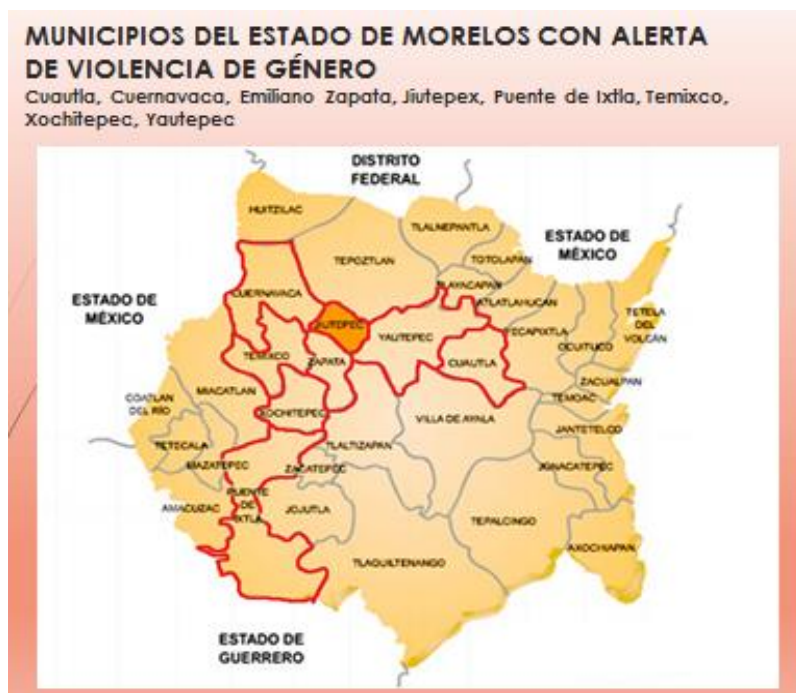 MUNICIPIOS DEL ESTADO DE MORELOS CON ALERTA
DE VIOLENCIA DE GÉNERO
Cuautla, Cuernavaca, Emiliano Zapata, Jiutepex, Puente de Ixtla, Temixco,
Xochitepec, Yautepec
DISTRITO
FEDERAL
HUITZILAC
TLALNEPANTLA
ESTADO DE
MÉXICO
TEPOZTLAN
TOTOLAPAN
TLAYACAPAN
CUERNAVACA
ATLATLAHUCAN
ESTADO DE
MÉXICO
JIUTEPEC
YAUTEPEC
YECAPIXTLA
TETELA
DEL
VOLCÁN
OCUITUCO
TEMIXCO
ZAPATA
CUAUTLA
ZACUALPAN
COATLAN
DEL RÍO
MIACATLAN
TEMOAC
XOCHITEPEC
VILLA DE AYALA
JANTETELCO
TETECALA
TLALTIZAPAN
MAZATEPEC
ZACATEPEC
JONACATEPEC
AMACUZAC
PUENTE
DE
IXTLA
JOJUTLA
TEPALCINGO
AXOCHIAPAN
TLAQUILTENANGO
ESTADO DE
GUERRERO